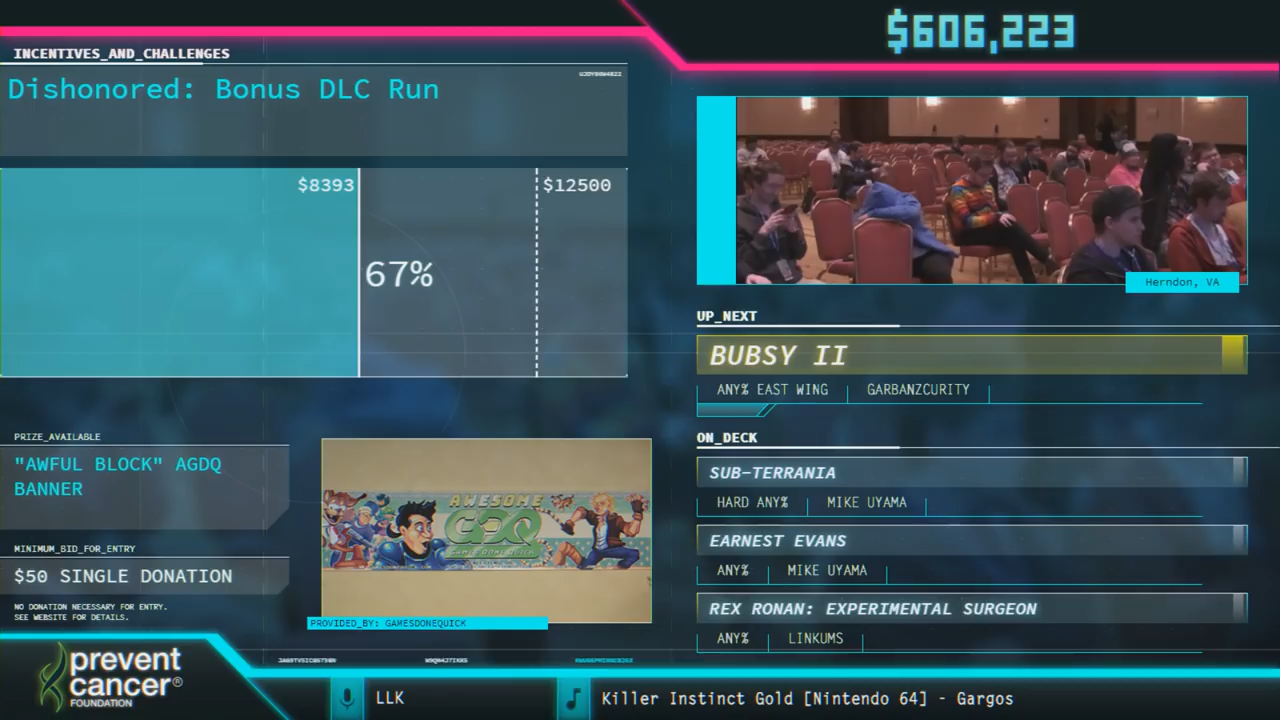 $606,223
INCENTIVES_AND_CHALLENGES
Dishonored: Bonus DLC Run
$8393
$12500
67%
Herndon, VA
UP_NEXT
BUBSY II
ANY% EAST WING
GARBANZCURITY
ON_DECK
SUB-TERRANIA
HARD ANY%
MIKE UYAMA
EARNEST EVANS
ANY%
MIKE UYAMA
REX RONAN: EXPERIMENTAL SURGEON
ANY%
LINKUMS
PRIZE_AVAILABLE
"AWFUL BLOCK" AGDQ
BANNER
MINIMUM_BID_FOR_ENTRY
$50 SINGLE DONATION
NO DONATION NECESSARY FOR ENTRY.
SEE WEBSITE FOR DETAILS.
AWESOME
GDQ
GAMES DONE QUICK
PROVIDED_BY: GAMESDONEQUICK
prevent
cancer®
FOUNDATION
LLK
Killer Instinct Gold [Nintendo 64] - Gargos